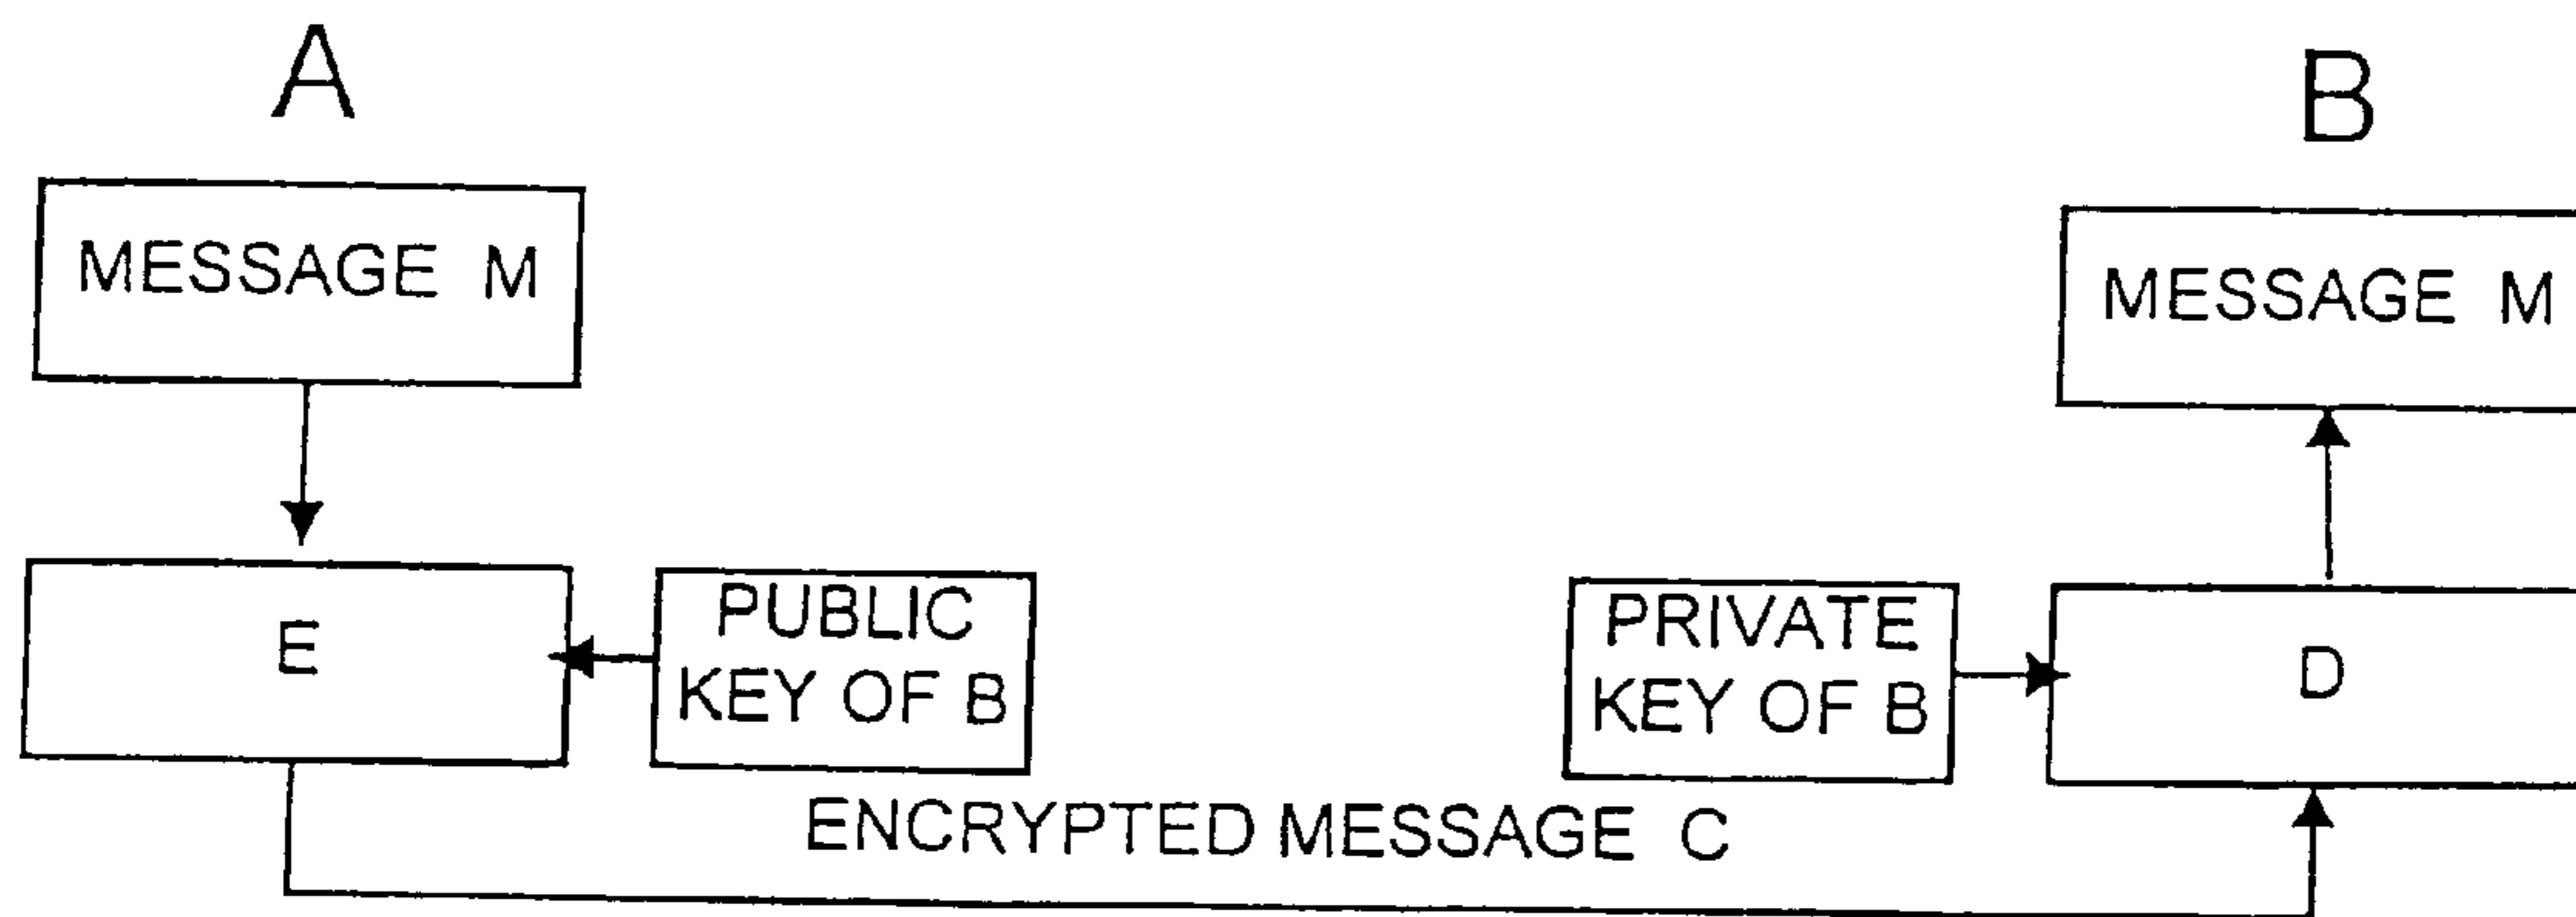 A
B
MESSAGE M
MESSAGE M
E
PUBLIC
KEY OF B
PRIVATE
KEY OF B
D
ENCRYPTED MESSAGE C